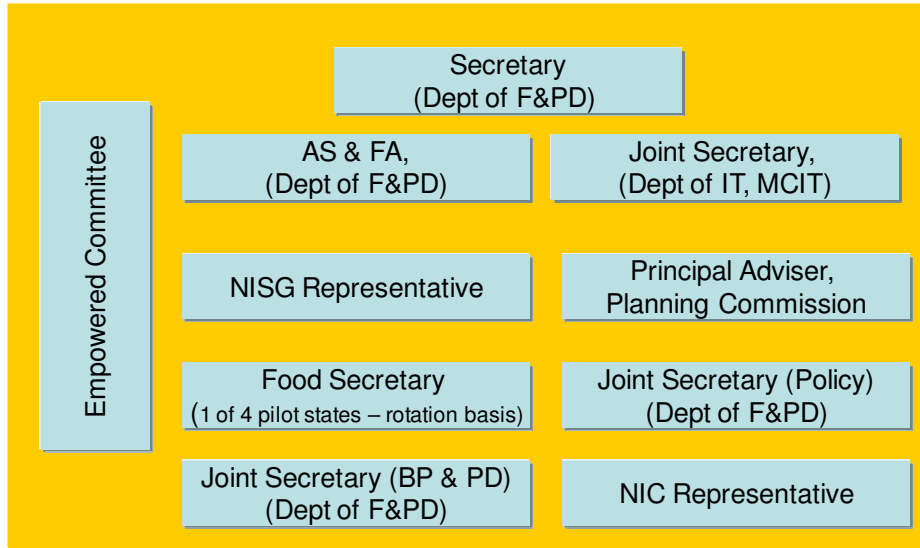 Empowered Committee
Secretary
(Dept of F&PD)
AS & FA,
(Dept of F&PD)
Joint Secretary,
(Dept of IT, MCIT)
NISG Representative
Principal Adviser,
Planning Commission
Food Secretary
(1 of 4 pilot states – rotation basis)
Joint Secretary (Policy)
(Dept of F&PD)
Joint Secretary (BP & PD)
(Dept of F&PD)
NIC Representative